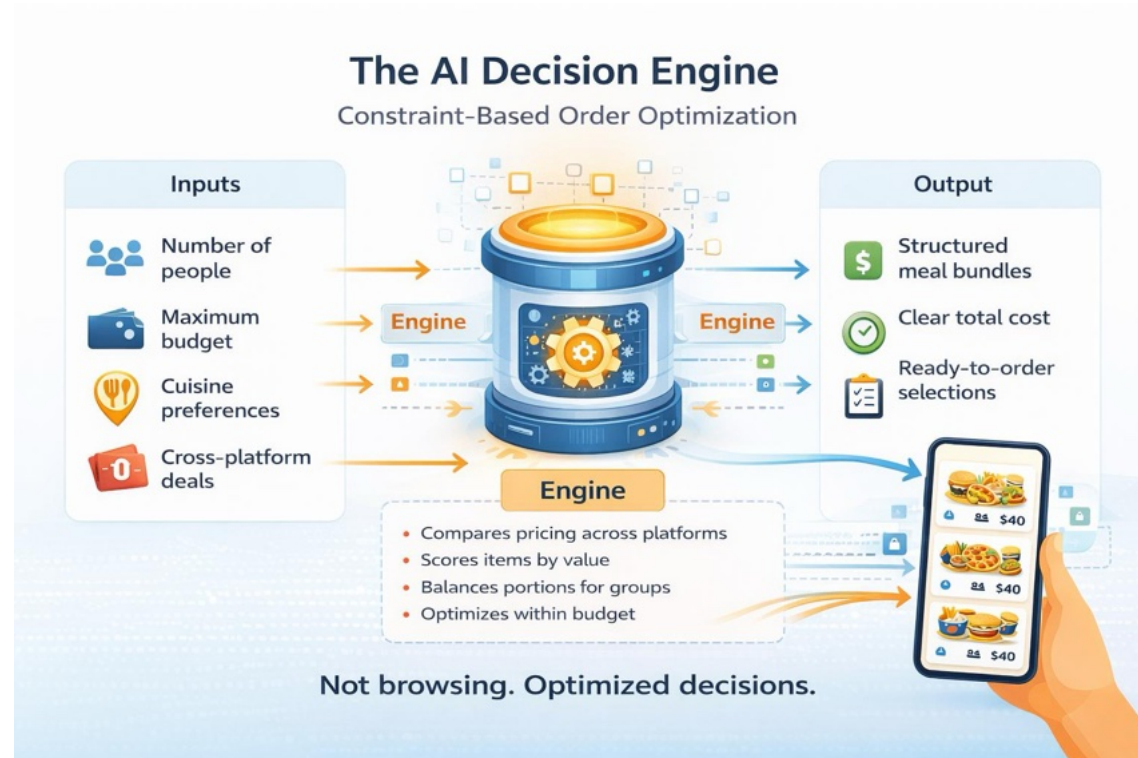 The AI Decision Engine
Constraint-Based Order Optimization
Inputs
Number of
people
Maximum
budget
Cuisine
preferences
Cross-platform
deals
Engine
Engine
Output
Structured
meal bundles
Clear total cost
Ready-to-order
selections
Engine
• Compares pricing across platforms
• Scores items by value
• Balances portions for groups
• Optimizes within budget
$40
$40
$40
Not browsing. Optimized decisions.